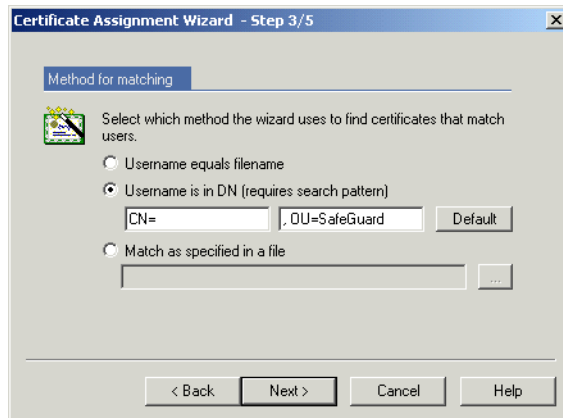 Certificate Assignment Wizard - Step 3/5
Method for matching
Select which method the wizard uses to find certificates that match
users.
Username equals filename
Username is in DN (requires search pattern)
CN= , OU=SafeGuard Default
Match as specified in a file
...
< Back Next > Cancel Help